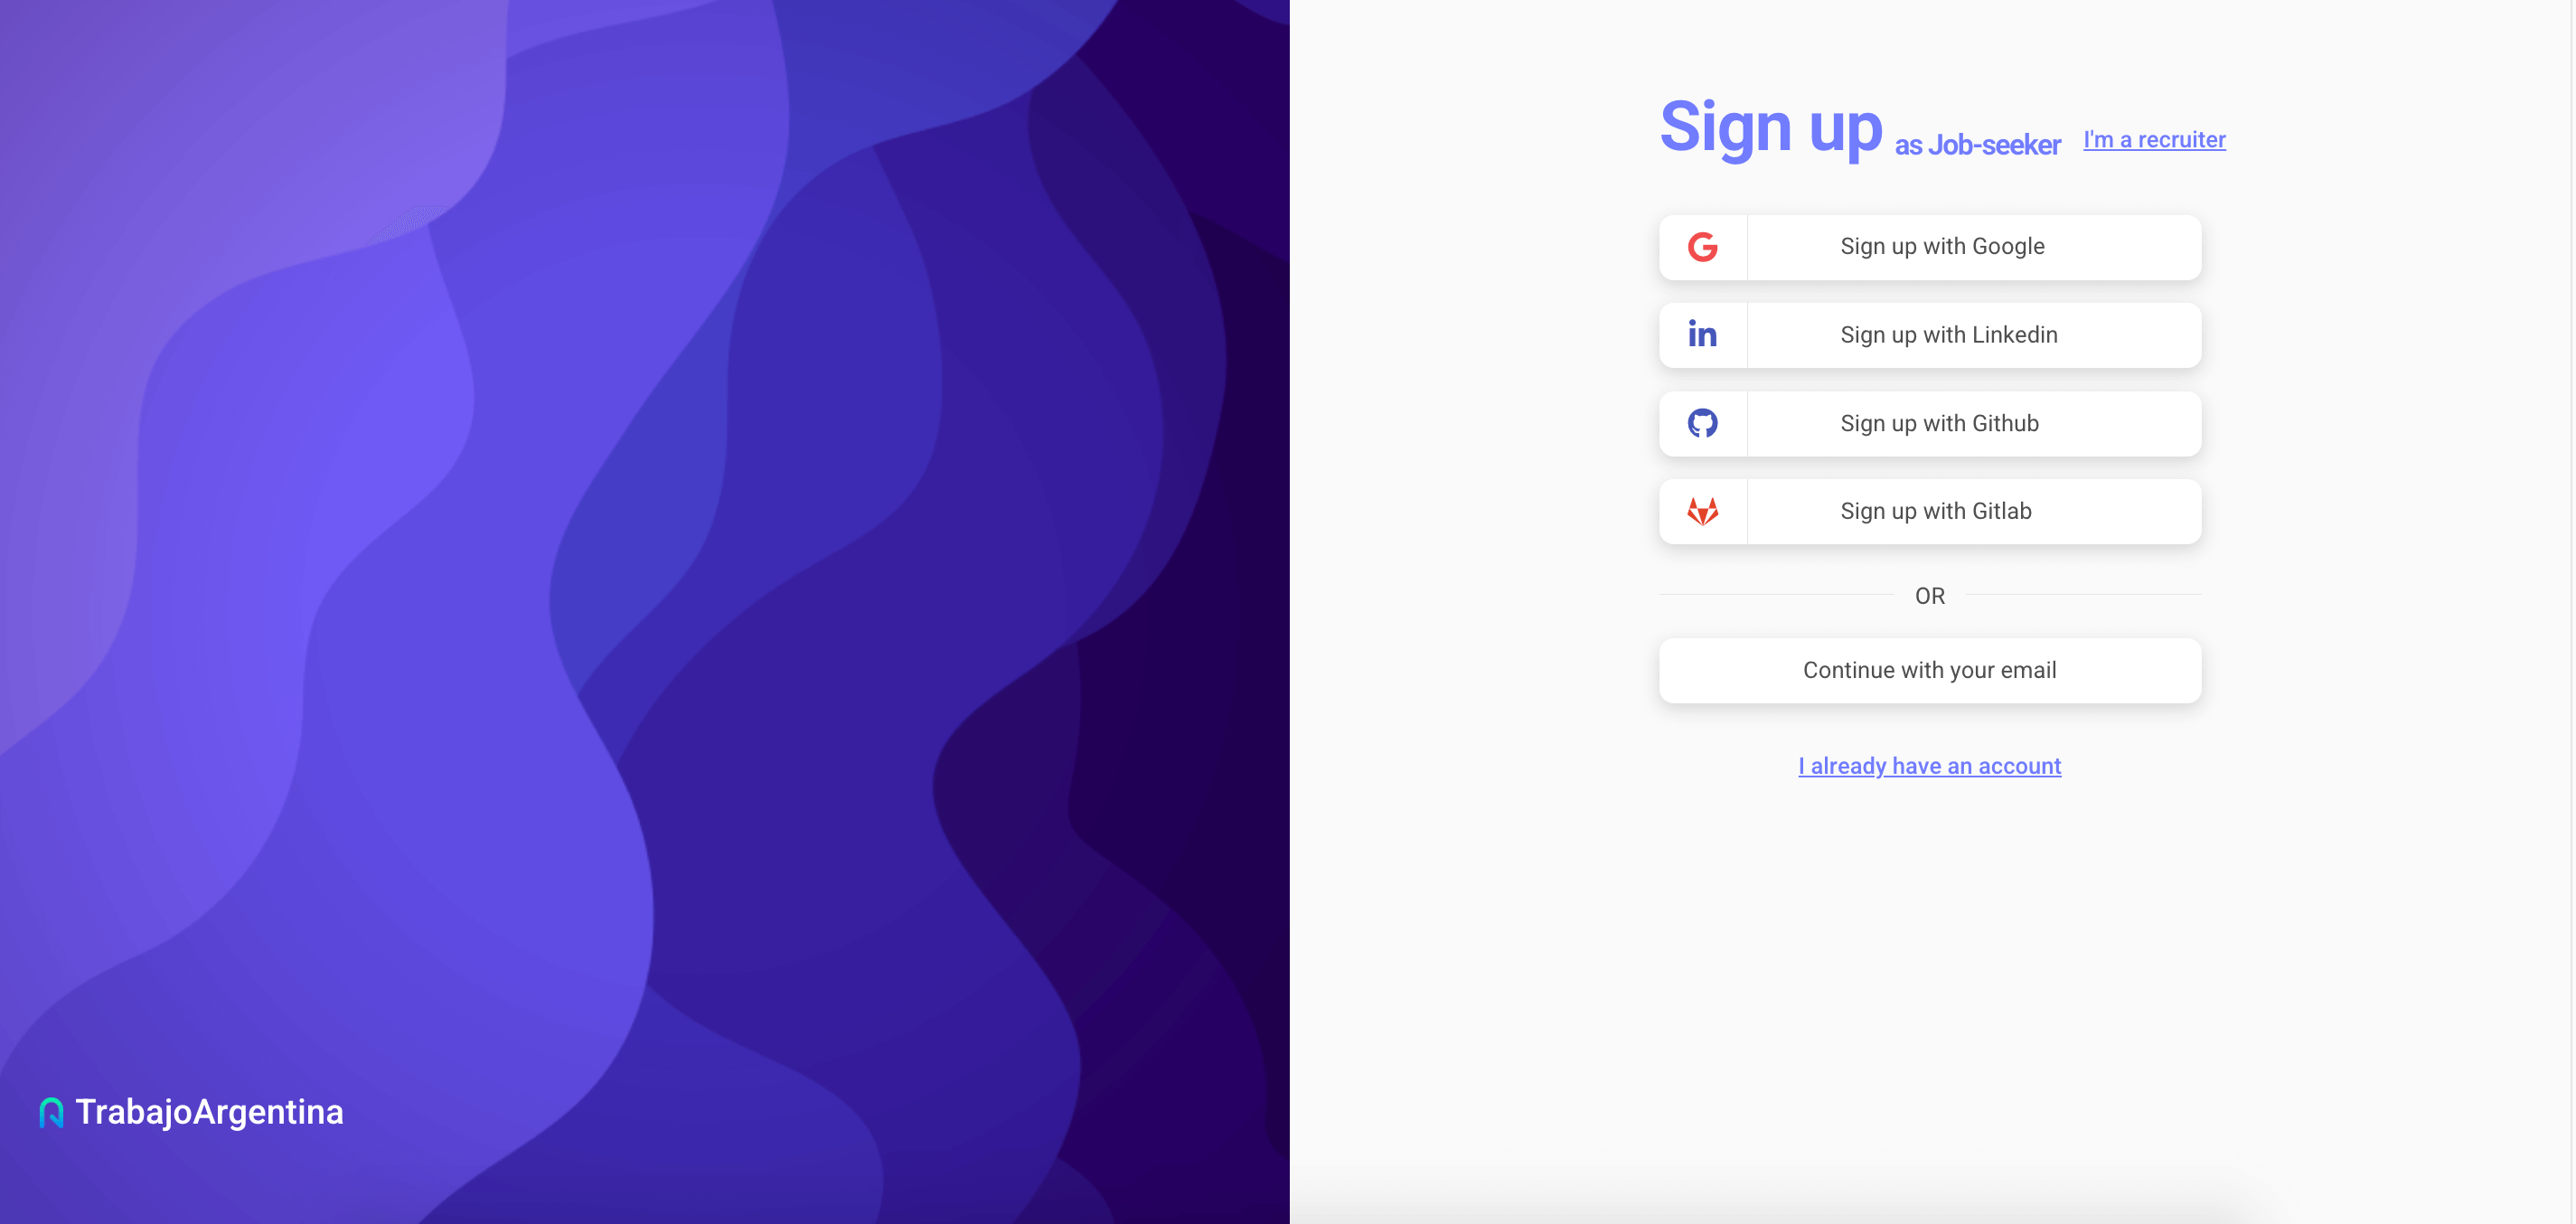 Sign up as Job-seeker I'm a recruiter
Sign up with Google
Sign up with Linkedin
Sign up with Github
Sign up with Gitlab
OR
Continue with your email
I already have an account
TrabajoArgentina